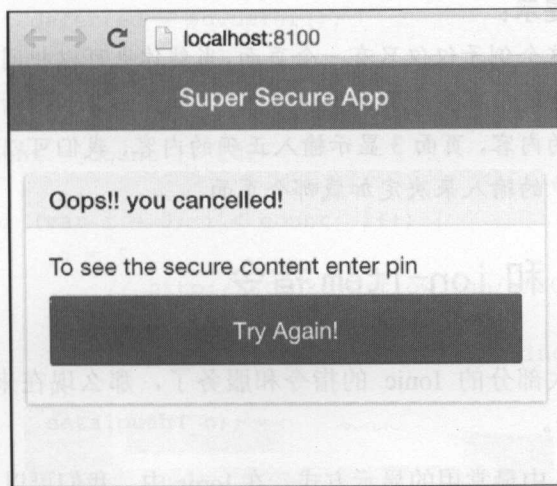 localhost:8100
Super Secure App
Oops!! you cancelled!
To see the secure content enter pin
Try Again!